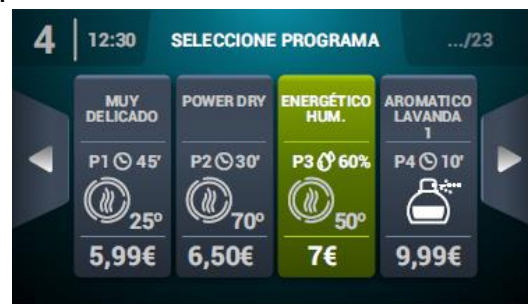 4 12:30 SELECCIONE PROGRAMA .../23
MUY
DELICADO
P1 45'
25º
5,99€
POWER DRY
P2 30'
70º
6,50€
ENERGÉTICO
HUM.
P3 60%
50º
7€
AROMATICO
LAVANDA
1
P4 10'
9,99€